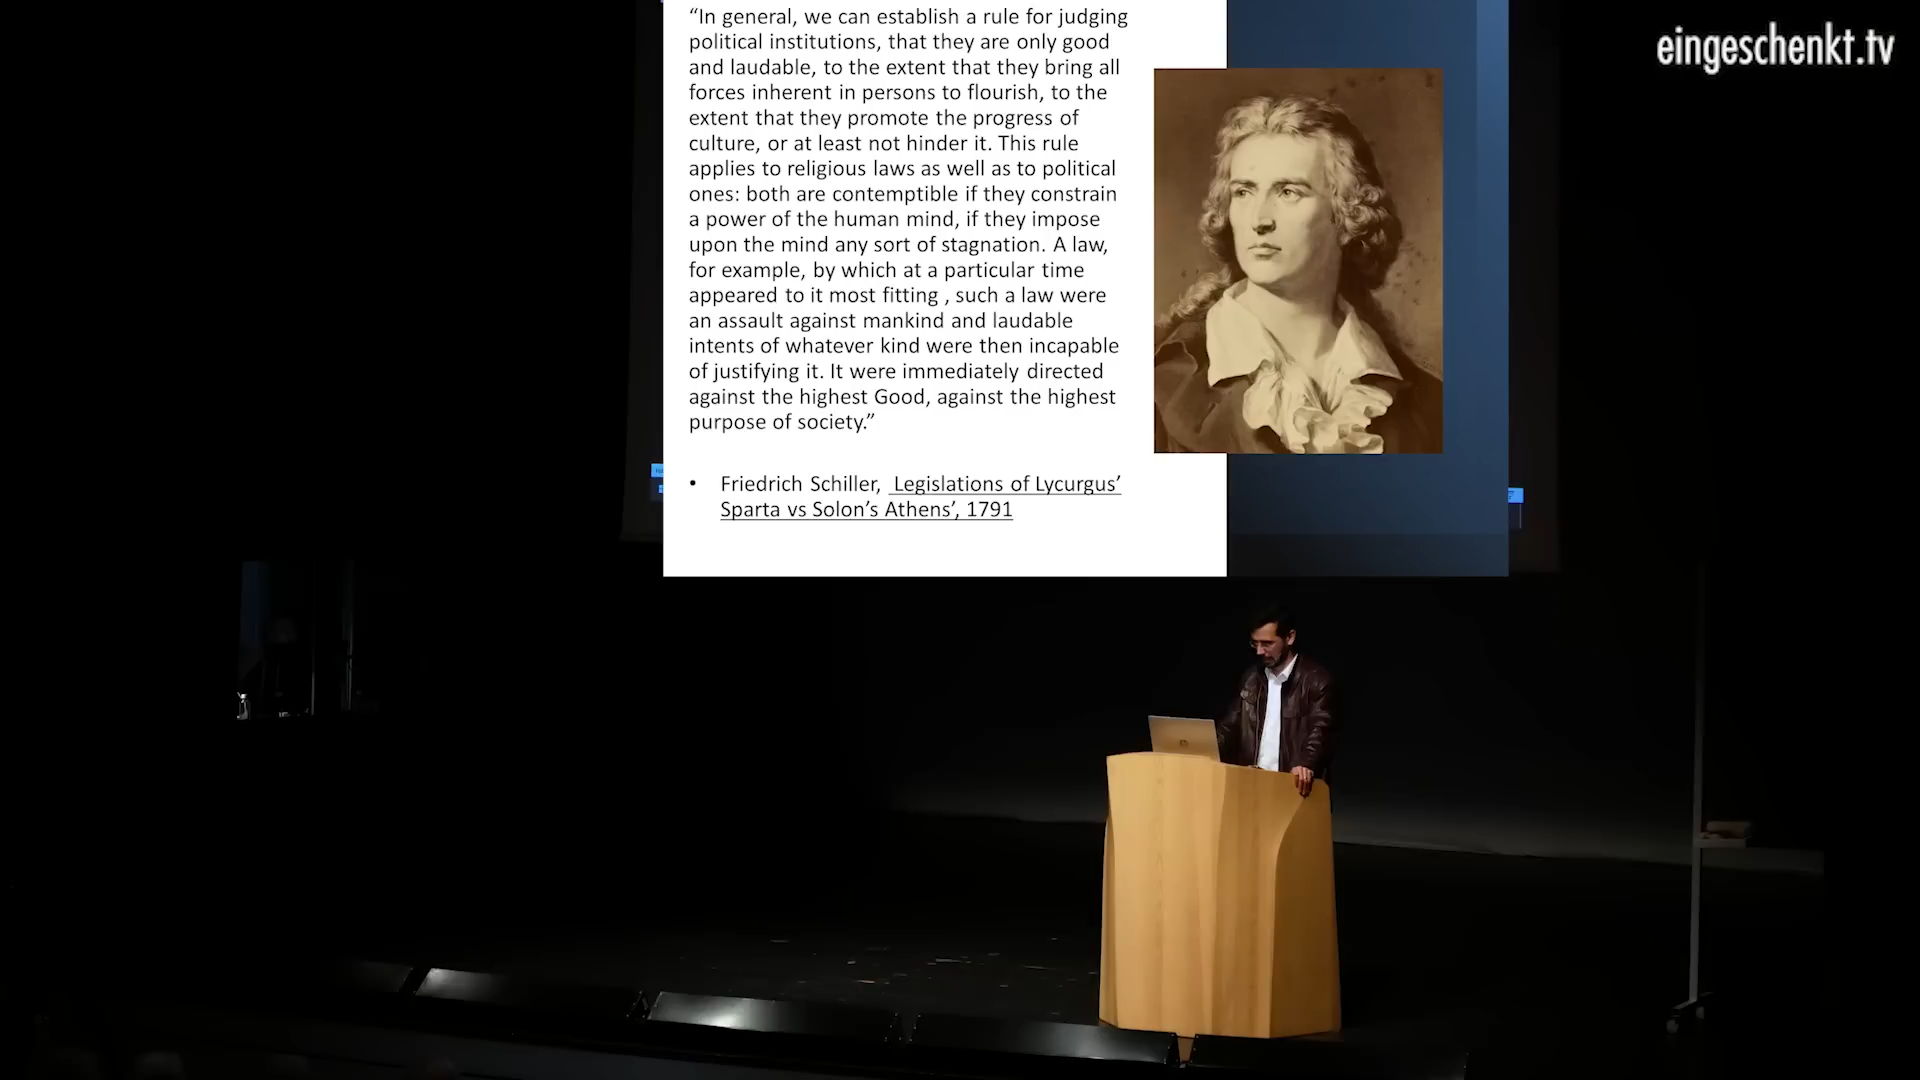 “In general, we can establish a rule for judging
political institutions, that they are only good
and laudable, to the extent that they bring all
forces inherent in persons to flourish, to the
extent that they promote the progress of
culture, or at least not hinder it. This rule
applies to religious laws as well as to political
ones: both are contemptible if they constrain
a power of the human mind, if they impose
upon the mind any sort of stagnation. A law,
for example, by which at a particular time
appeared to it most fitting , such a law were
an assault against mankind and laudable
intents of whatever kind were then incapable
of justifying it. It were immediately directed
against the highest Good, against the highest
purpose of society.”
• Friedrich Schiller, Legislations of Lycurgus’
Sparta vs Solon’s Athens’, 1791
eingeschenkt.tv